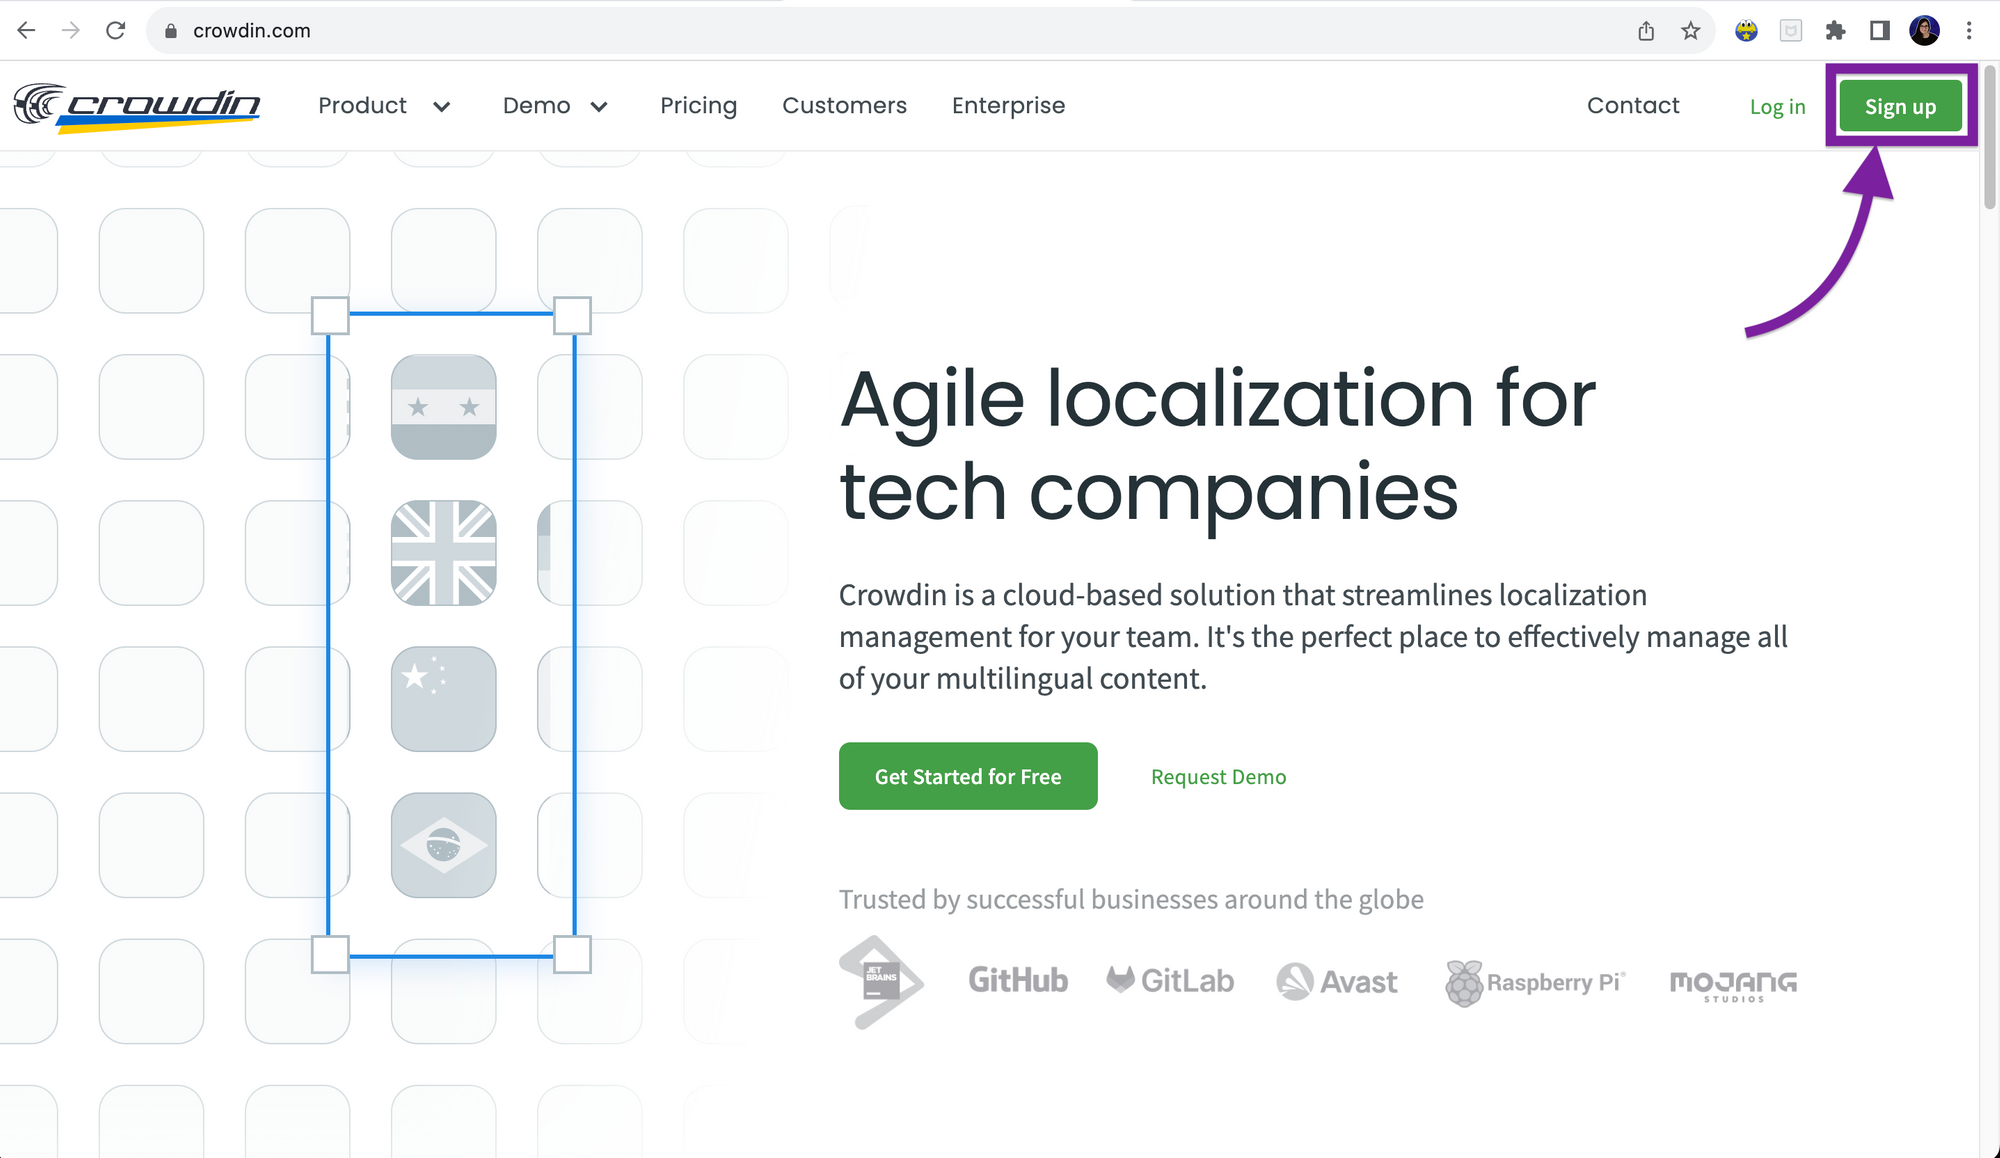 crowdin.com
crowdin
Product
Demo
Pricing
Customers
Enterprise
Contact
Log in
Sign up
Agile localization for
tech companies
Crowdin is a cloud-based solution that streamlines localization
management for your team. It's the perfect place to effectively manage all
of your multilingual content.
Get Started for Free
Request Demo
Trusted by successful businesses around the globe
JET
BRAINS
GitHub
GitLab
Avast
Raspberry Pi®
MOJANG
STUDIOS